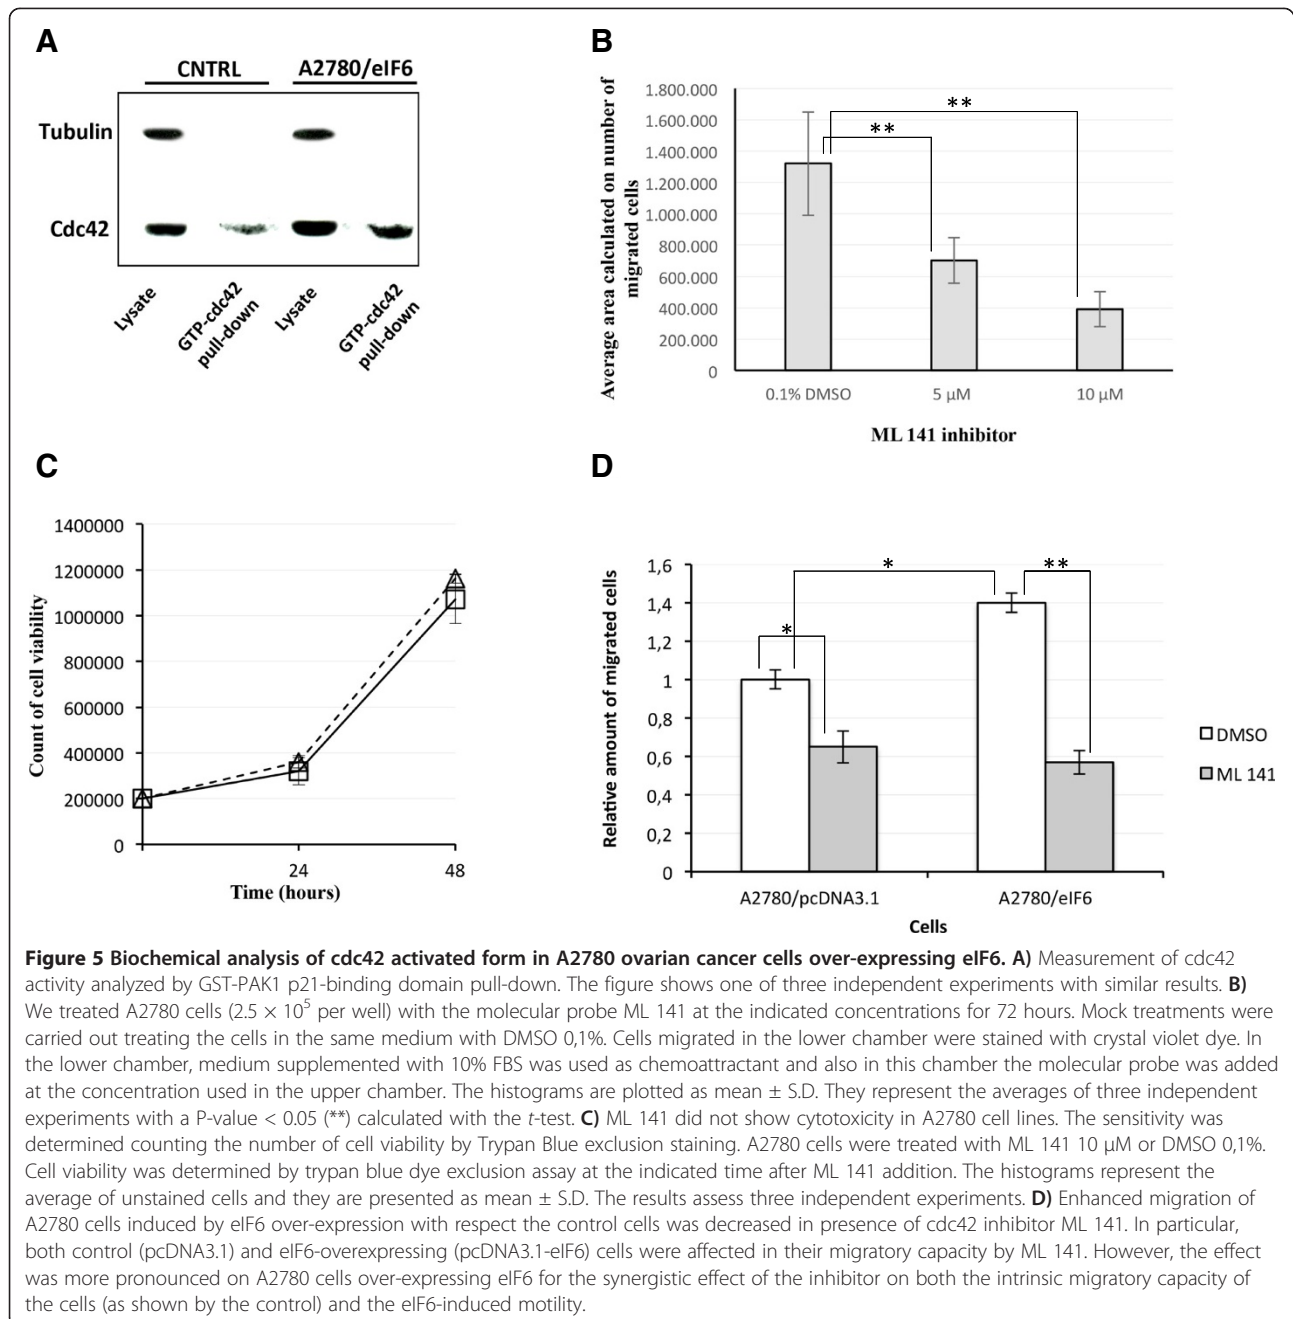 A
CNTRL
A2780/eIF6
Tubulin
Cdc42
Lysate
GTP-cdc42
pull-down
Lysate
GTP-cdc42
pull-down
B
Average area calculated on number of
migrated cells
1.800.000
1.600.000
1.400.000
1.200.000
1.000.000
800.000
600.000
400.000
200.000
0
**
**
0.1% DMSO
5 µM
10 µM
ML 141 inhibitor
C
Count of cell viability
1400000
1200000
1000000
800000
600000
400000
200000
0
24
48
Time (hours)
D
Relative amount of migrated cells
1,6
1,4
1,2
1
0,8
0,6
0,4
0,2
0
*
*
**
DMSO
ML 141
A2780/pcDNA3.1
A2780/eIF6
Cells
Figure 5 Biochemical analysis of cdc42 activated form in A2780 ovarian cancer cells over-expressing eIF6. A) Measurement of cdc42
activity analyzed by GST-PAK1 p21-binding domain pull-down. The figure shows one of three independent experiments with similar results. B)
We treated A2780 cells (2.5 × 10⁵ per well) with the molecular probe ML 141 at the indicated concentrations for 72 hours. Mock treatments were
carried out treating the cells in the same medium with DMSO 0,1%. Cells migrated in the lower chamber were stained with crystal violet dye. In
the lower chamber, medium supplemented with 10% FBS was used as chemoattractant and also in this chamber the molecular probe was added
at the concentration used in the upper chamber. The histograms are plotted as mean ± S.D. They represent the averages of three independent
experiments with a P-value < 0.05 (**) calculated with the t-test. C) ML 141 did not show cytotoxicity in A2780 cell lines. The sensitivity was
determined counting the number of cell viability by Trypan Blue exclusion staining. A2780 cells were treated with ML 141 10 µM or DMSO 0,1%.
Cell viability was determined by trypan blue dye exclusion assay at the indicated time after ML 141 addition. The histograms represent the
average of unstained cells and they are presented as mean ± S.D. The results assess three independent experiments. D) Enhanced migration of
A2780 cells induced by eIF6 over-expression with respect the control cells was decreased in presence of cdc42 inhibitor ML 141. In particular,
both control (pcDNA3.1) and eIF6-overexpressing (pcDNA3.1-eIF6) cells were affected in their migratory capacity by ML 141. However, the effect
was more pronounced on A2780 cells over-expressing eIF6 for the synergistic effect of the inhibitor on both the intrinsic migratory capacity of
the cells (as shown by the control) and the eIF6-induced motility.